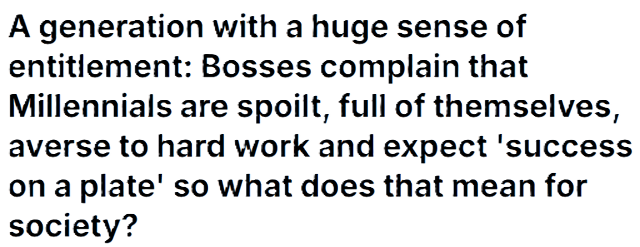 A generation with a huge sense of
entitlement: Bosses complain that
Millennials are spoilt, full of themselves,
averse to hard work and expect 'success
on a plate' so what does that mean for
society?